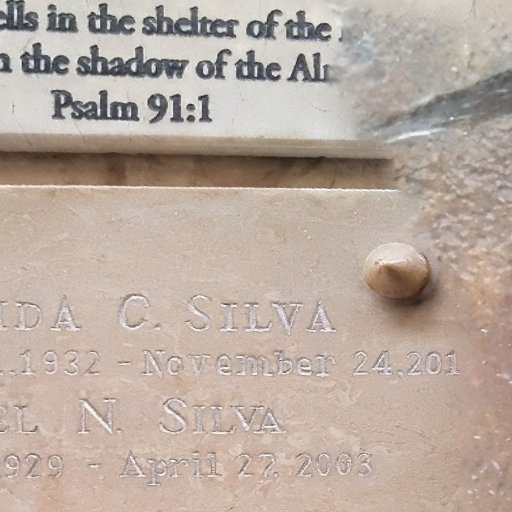 ells in the shelter of the
the shadow of the Al
Psalm 91:1
IDA C. SILVA
1932 - November 24, 201
EL N. SILVA
1929 - April 27, 2003